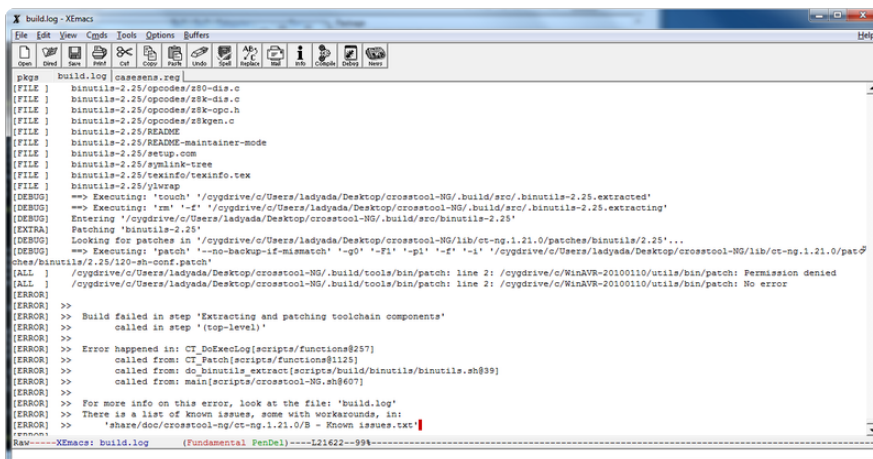 build.log - XEmacs
File Edit View Cmds Tools Options Buffers Help
Open Dired Save Print Cut Copy Paste Undo Spell Replace Mail Info Compile Debug News
pkgs build.log casesens.reg
[FILE ] binutils-2.25/opcodes/z80-dis.c
[FILE ] binutils-2.25/opcodes/z8k-dis.c
[FILE ] binutils-2.25/opcodes/z8k-opc.h
[FILE ] binutils-2.25/opcodes/z8kgen.c
[FILE ] binutils-2.25/README
[FILE ] binutils-2.25/README-maintainer-mode
[FILE ] binutils-2.25/setup.com
[FILE ] binutils-2.25/symlink-tree
[FILE ] binutils-2.25/texinfo/texinfo.tex
[FILE ] binutils-2.25/ylwrap
[DEBUG] ==> Executing: 'touch' '/cygdrive/c/Users/ladyada/Desktop/crosstool-NG/.build/src/.binutils-2.25.extracted'
[DEBUG] ==> Executing: 'rm' '-f' '/cygdrive/c/Users/ladyada/Desktop/crosstool-NG/.build/src/.binutils-2.25.extracting'
[DEBUG] Entering '/cygdrive/c/Users/ladyada/Desktop/crosstool-NG/.build/src/binutils-2.25'
[EXTRA] Patching 'binutils-2.25'
[DEBUG] Looking for patches in '/cygdrive/c/Users/ladyada/Desktop/crosstool-NG/lib/ct-ng.1.21.0/patches/binutils/2.25'...
[DEBUG] ==> Executing: 'patch' '--no-backup-if-mismatch' '-g0' '-F1' '-p1' '-f' '-i' '/cygdrive/c/Users/ladyada/Desktop/crosstool-NG/lib/ct-ng.1.21.0/pat
ches/binutils/2.25/120-sh-conf.patch'
[ALL ] /cygdrive/c/Users/ladyada/Desktop/crosstool-NG/.build/tools/bin/patch: line 2: /cygdrive/c/WinAVR-20100110/utils/bin/patch: Permission denied
[ALL ] /cygdrive/c/Users/ladyada/Desktop/crosstool-NG/.build/tools/bin/patch: line 2: /cygdrive/c/WinAVR-20100110/utils/bin/patch: No error
[ERROR]
[ERROR] >>
[ERROR] >> Build failed in step 'Extracting and patching toolchain components'
[ERROR] >> called in step '(top-level)'
[ERROR] >>
[ERROR] >> Error happened in: CT_DoExecLog[scripts/functions@257]
[ERROR] >> called from: CT_Patch[scripts/functions@1125]
[ERROR] >> called from: do_binutils_extract[scripts/build/binutils/binutils.sh@39]
[ERROR] >> called from: main[scripts/crosstool-NG.sh@607]
[ERROR] >>
[ERROR] >> For more info on this error, look at the file: 'build.log'
[ERROR] >> There is a list of known issues, some with workarounds, in:
[ERROR] >> 'share/doc/crosstool-ng/ct-ng.1.21.0/B - Known issues.txt'
Raw-----XEmacs: build.log (Fundamental PenDel)----L21622--99%----